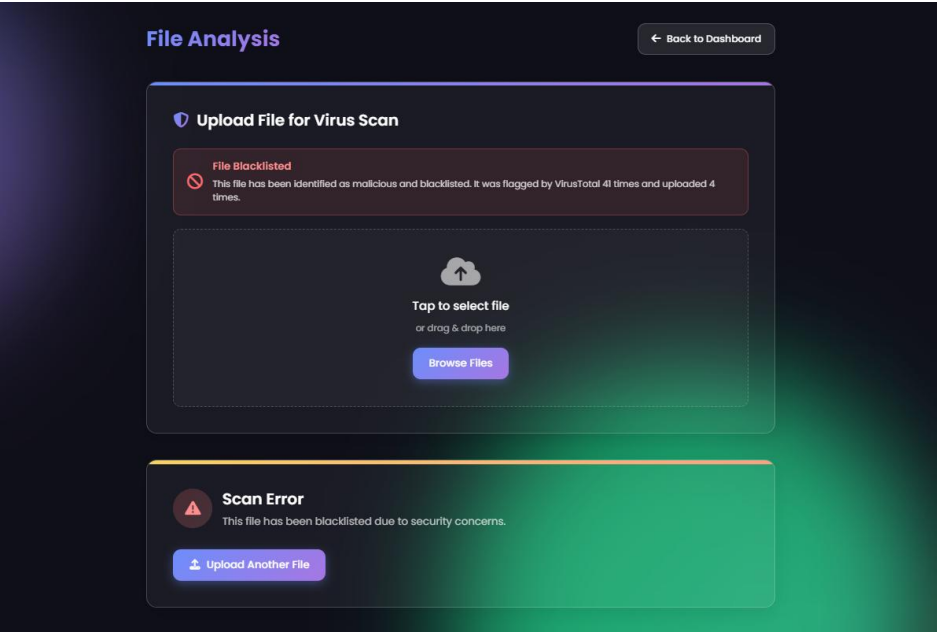 File Analysis
← Back to Dashboard
Upload File for Virus Scan
File Blacklisted
This file has been identified as malicious and blacklisted. It was flagged by VirusTotal 41 times and uploaded 4
times.
Tap to select file
or drag & drop here
Browse Files
Scan Error
This file has been blacklisted due to security concerns.
Upload Another File